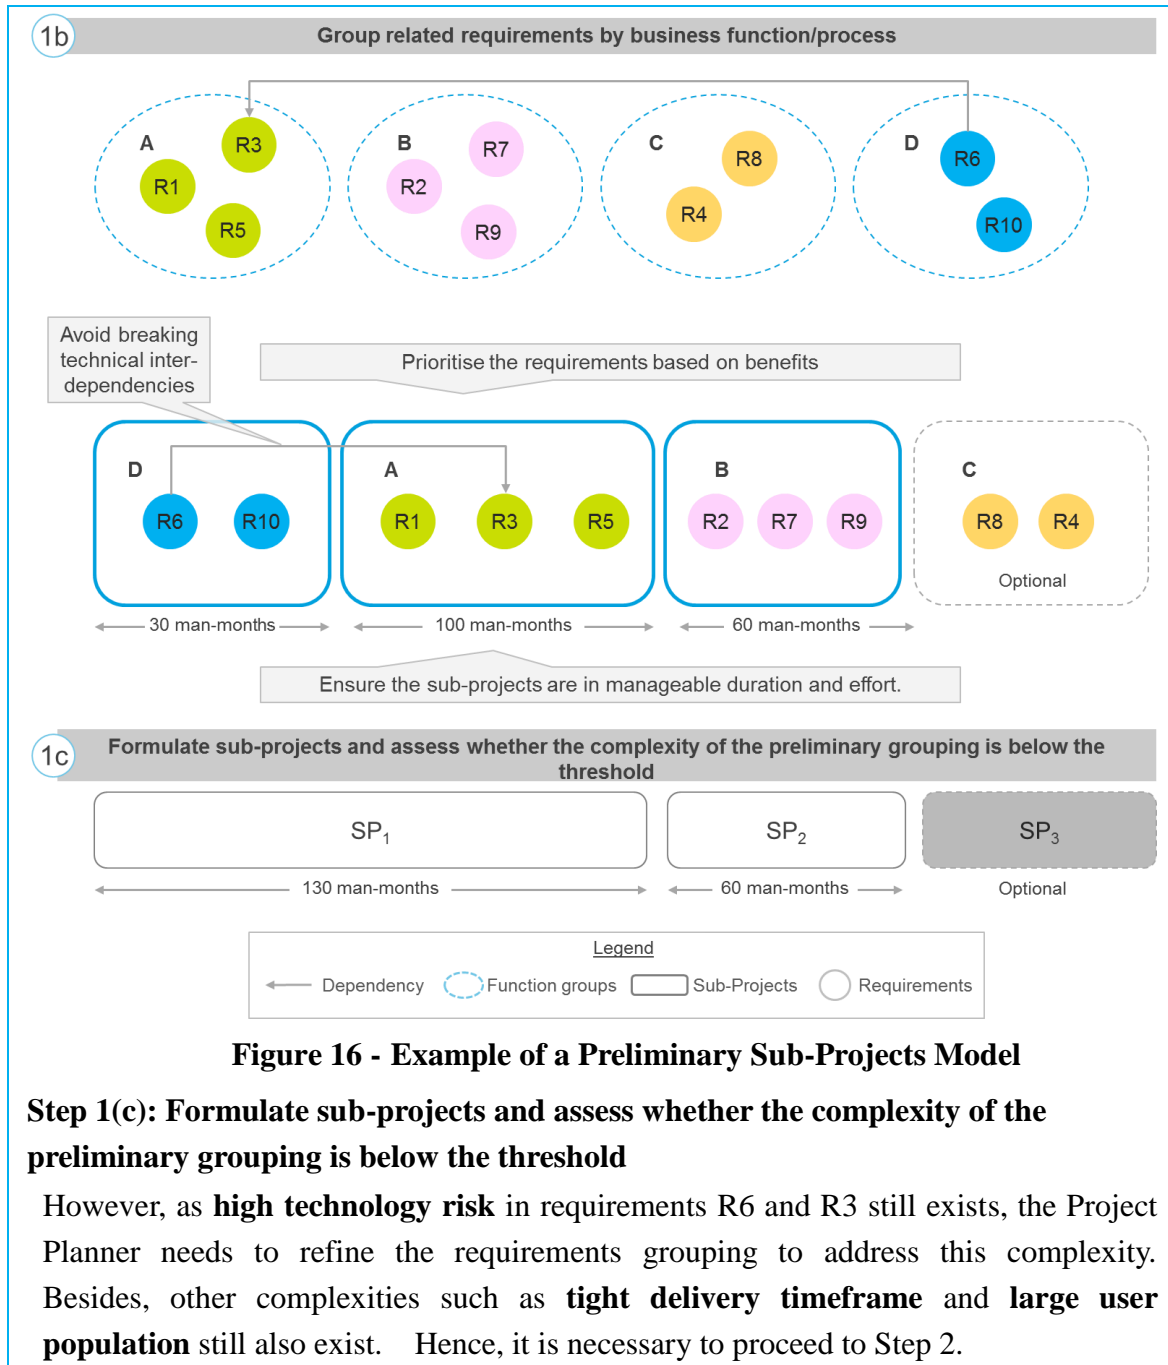 1b
Group related requirements by business function/process
A
R3
R1
R5
B
R7
R2
R9
C
R8
R4
D
R6
R10
Avoid breaking
technical inter-
dependencies
Prioritise the requirements based on benefits
D
R6
R10
A
R1
R3
R5
B
R2
R7
R9
C
R8
R4
Optional
30 man-months
100 man-months
60 man-months
Ensure the sub-projects are in manageable duration and effort.
1c
Formulate sub-projects and assess whether the complexity of the preliminary grouping is below the
threshold
SP1
SP2
SP3
130 man-months
60 man-months
Optional
Legend
Dependency
Function groups
Sub-Projects
Requirements
Figure 16 - Example of a Preliminary Sub-Projects Model
Step 1(c): Formulate sub-projects and assess whether the complexity of the
preliminary grouping is below the threshold
However, as high technology risk in requirements R6 and R3 still exists, the Project
Planner needs to refine the requirements grouping to address this complexity.
Besides, other complexities such as tight delivery timeframe and large user
population still also exist. Hence, it is necessary to proceed to Step 2.